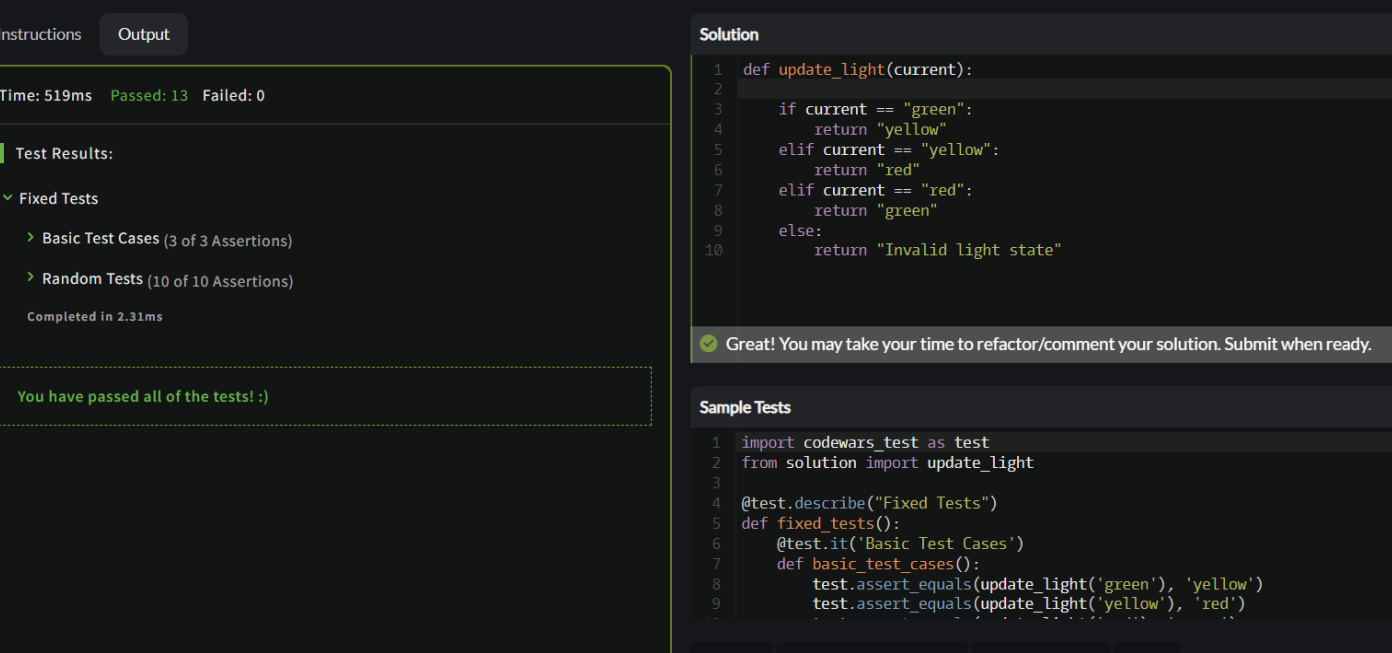 Instructions Output
Time: 519ms Passed: 13 Failed: 0
Test Results:
Fixed Tests
Basic Test Cases (3 of 3 Assertions)
Random Tests (10 of 10 Assertions)
Completed in 2.31ms
You have passed all of the tests! :)
Solution
1 def update_light(current):
2
3     if current == "green":
4         return "yellow"
5     elif current == "yellow":
6         return "red"
7     elif current == "red":
8         return "green"
9     else:
10         return "Invalid light state"
Great! You may take your time to refactor/comment your solution. Submit when ready.
Sample Tests
1 import codewars_test as test
2 from solution import update_light
3
4 @test.describe("Fixed Tests")
5 def fixed_tests():
6     @test.it('Basic Test Cases')
7     def basic_test_cases():
8         test.assert_equals(update_light('green'), 'yellow')
9         test.assert_equals(update_light('yellow'), 'red')